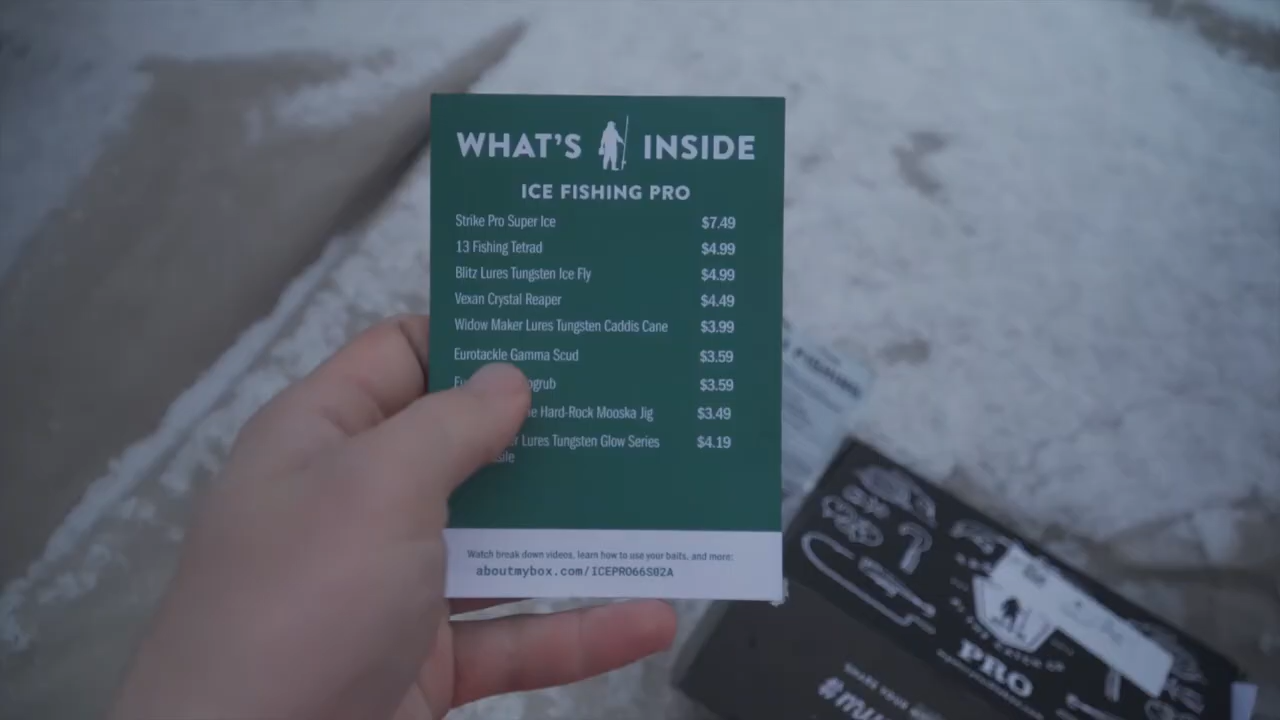 WHAT'S INSIDE
ICE FISHING PRO
Strike Pro Super Ice $7.49
13 Fishing Tetrad $4.99
Blitz Lures Tungsten Ice Fly $4.99
Vexan Crystal Reaper $4.49
Widow Maker Lures Tungsten Caddis Cane $3.99
Eurotackle Gamma Scud $3.59
$3.59
Hard-Rock Mooska Jig $3.49
Lures Tungsten Glow Series $4.19
Watch break down videos, learn how to use your baits, and more:
aboutmybox.com/ICEPRO66S02A
PRO